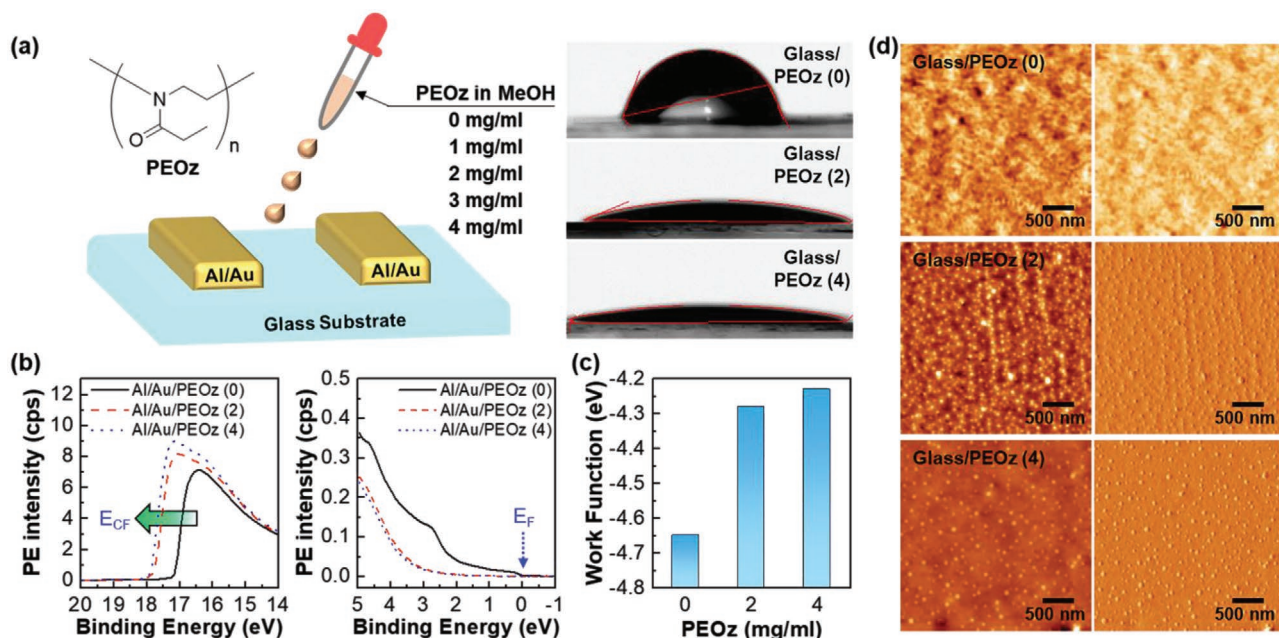 (a)
N
O
n
PEOz
PEOz in MeOH
0 mg/ml
1 mg/ml
2 mg/ml
3 mg/ml
4 mg/ml
Al/Au
Al/Au
Glass Substrate
Glass/
PEOz (0)
Glass/
PEOz (2)
Glass/
PEOz (4)
(b)
PE intensity (cps)
12
10
8
6
4
2
0
Al/Au/PEOz (0)
Al/Au/PEOz (2)
Al/Au/PEOz (4)
E_CF
20 19 18 17 16 15 14
Binding Energy (eV)
PE intensity (cps)
0.5
0.4
0.3
0.2
0.1
0.0
Al/Au/PEOz (0)
Al/Au/PEOz (2)
Al/Au/PEOz (4)
E_F
5 4 3 2 1 0 -1
Binding Energy (eV)
(c)
Work Function (eV)
-4.2
-4.3
-4.4
-4.5
-4.6
-4.7
-4.8
0 2 4
PEOz (mg/ml)
(d)
Glass/PEOz (0)
500 nm
500 nm
Glass/PEOz (2)
500 nm
500 nm
Glass/PEOz (4)
500 nm
500 nm